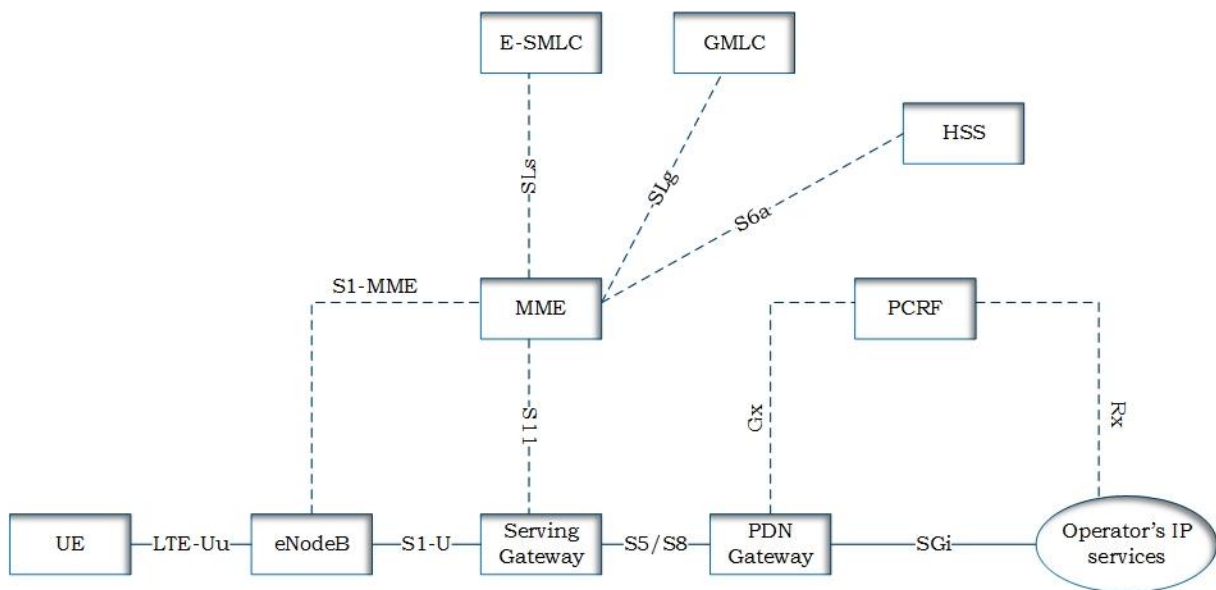 E-SMLC
GMLC
HSS
SLs
SLg
S6a
S1-MME
MME
PCRF
S11
Gx
Rx
UE
LTE-Uu
eNodeB
S1-U
Serving
Gateway
S5/S8
PDN
Gateway
SGi
Operator's IP
services